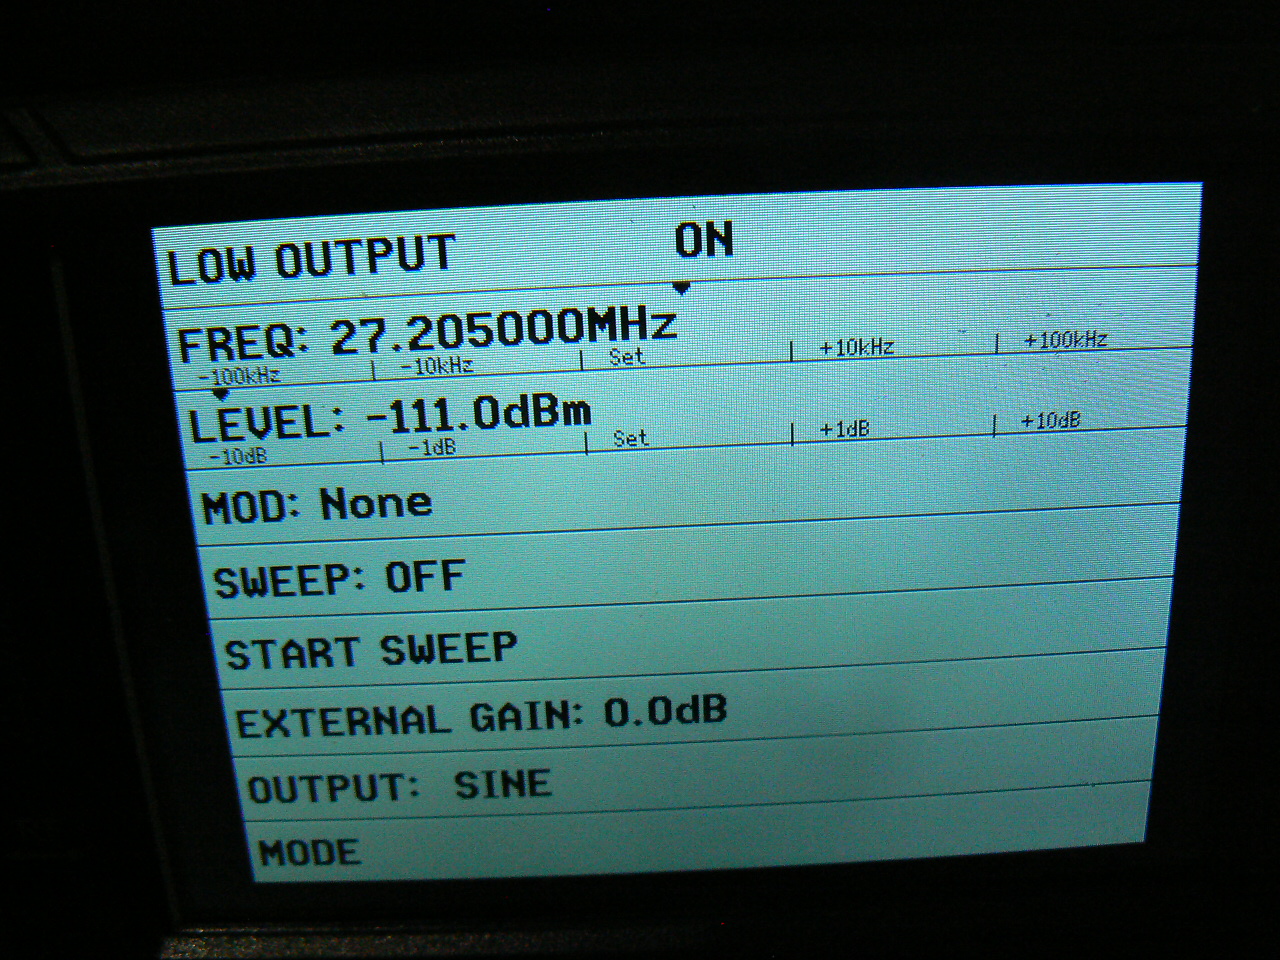 LOW OUTPUT ON
FREQ: 27.205000MHz
-100kHz -10kHz Set +10kHz +100kHz
LEVEL: -111.0dBm
-10dB -1dB Set +1dB +10dB
MOD: None
SWEEP: OFF
START SWEEP
EXTERNAL GAIN: 0.0dB
OUTPUT: SINE
MODE